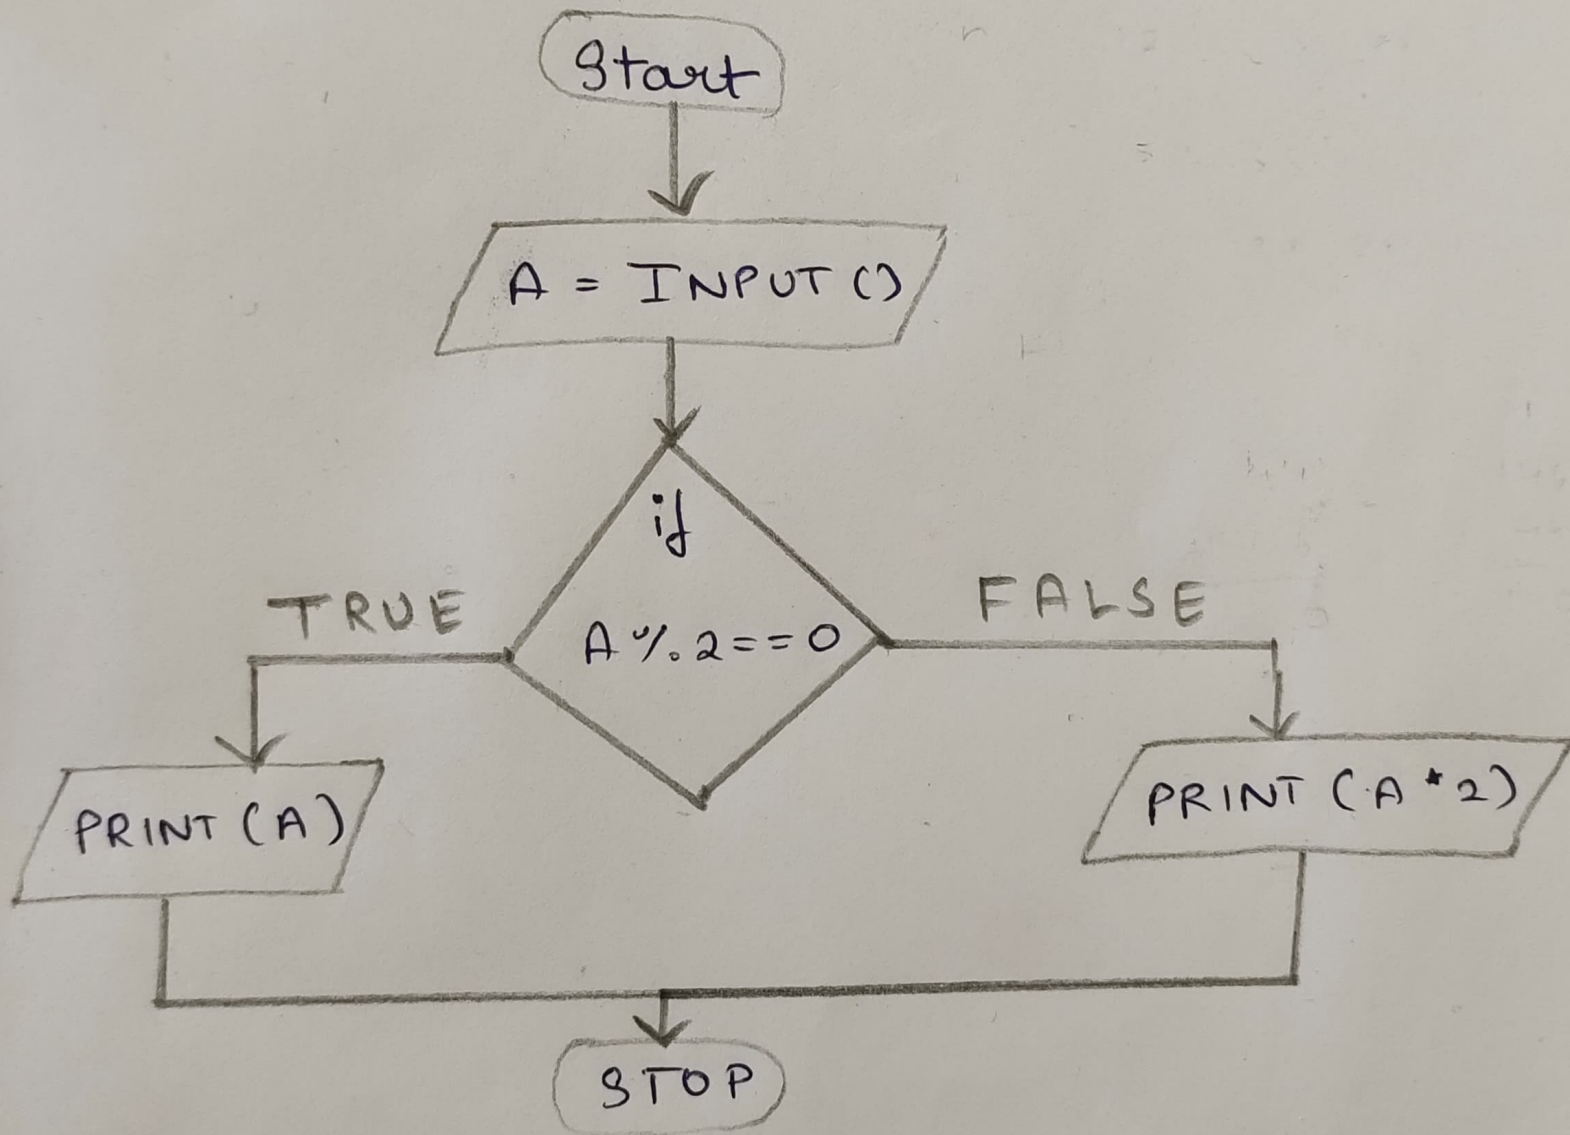 Start
A = INPUT ()
if
A % 2 == 0
TRUE
FALSE
PRINT (A)
PRINT (A * 2)
STOP